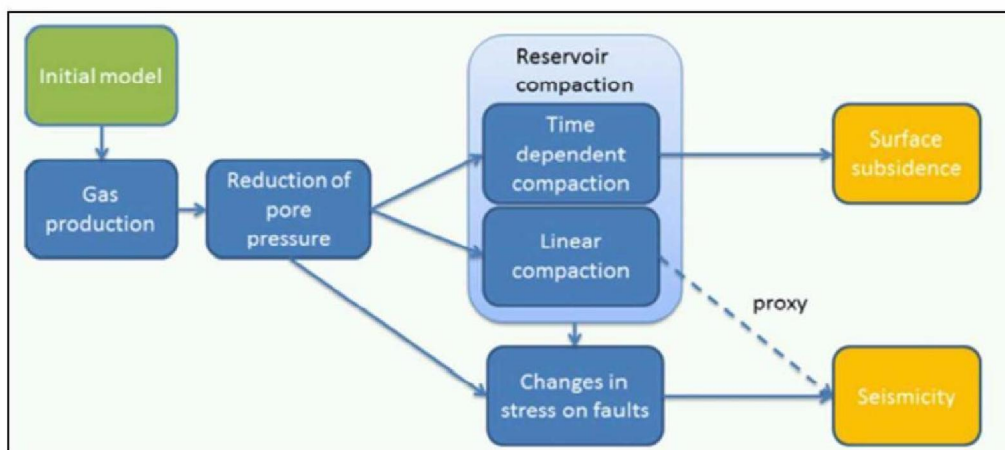 Initial model
Gas
production
Reduction of
pore
pressure
Reservoir
compaction
Time
dependent
compaction
Linear
compaction
Surface
subsidence
proxy
Changes in
stress on faults
Seismicity